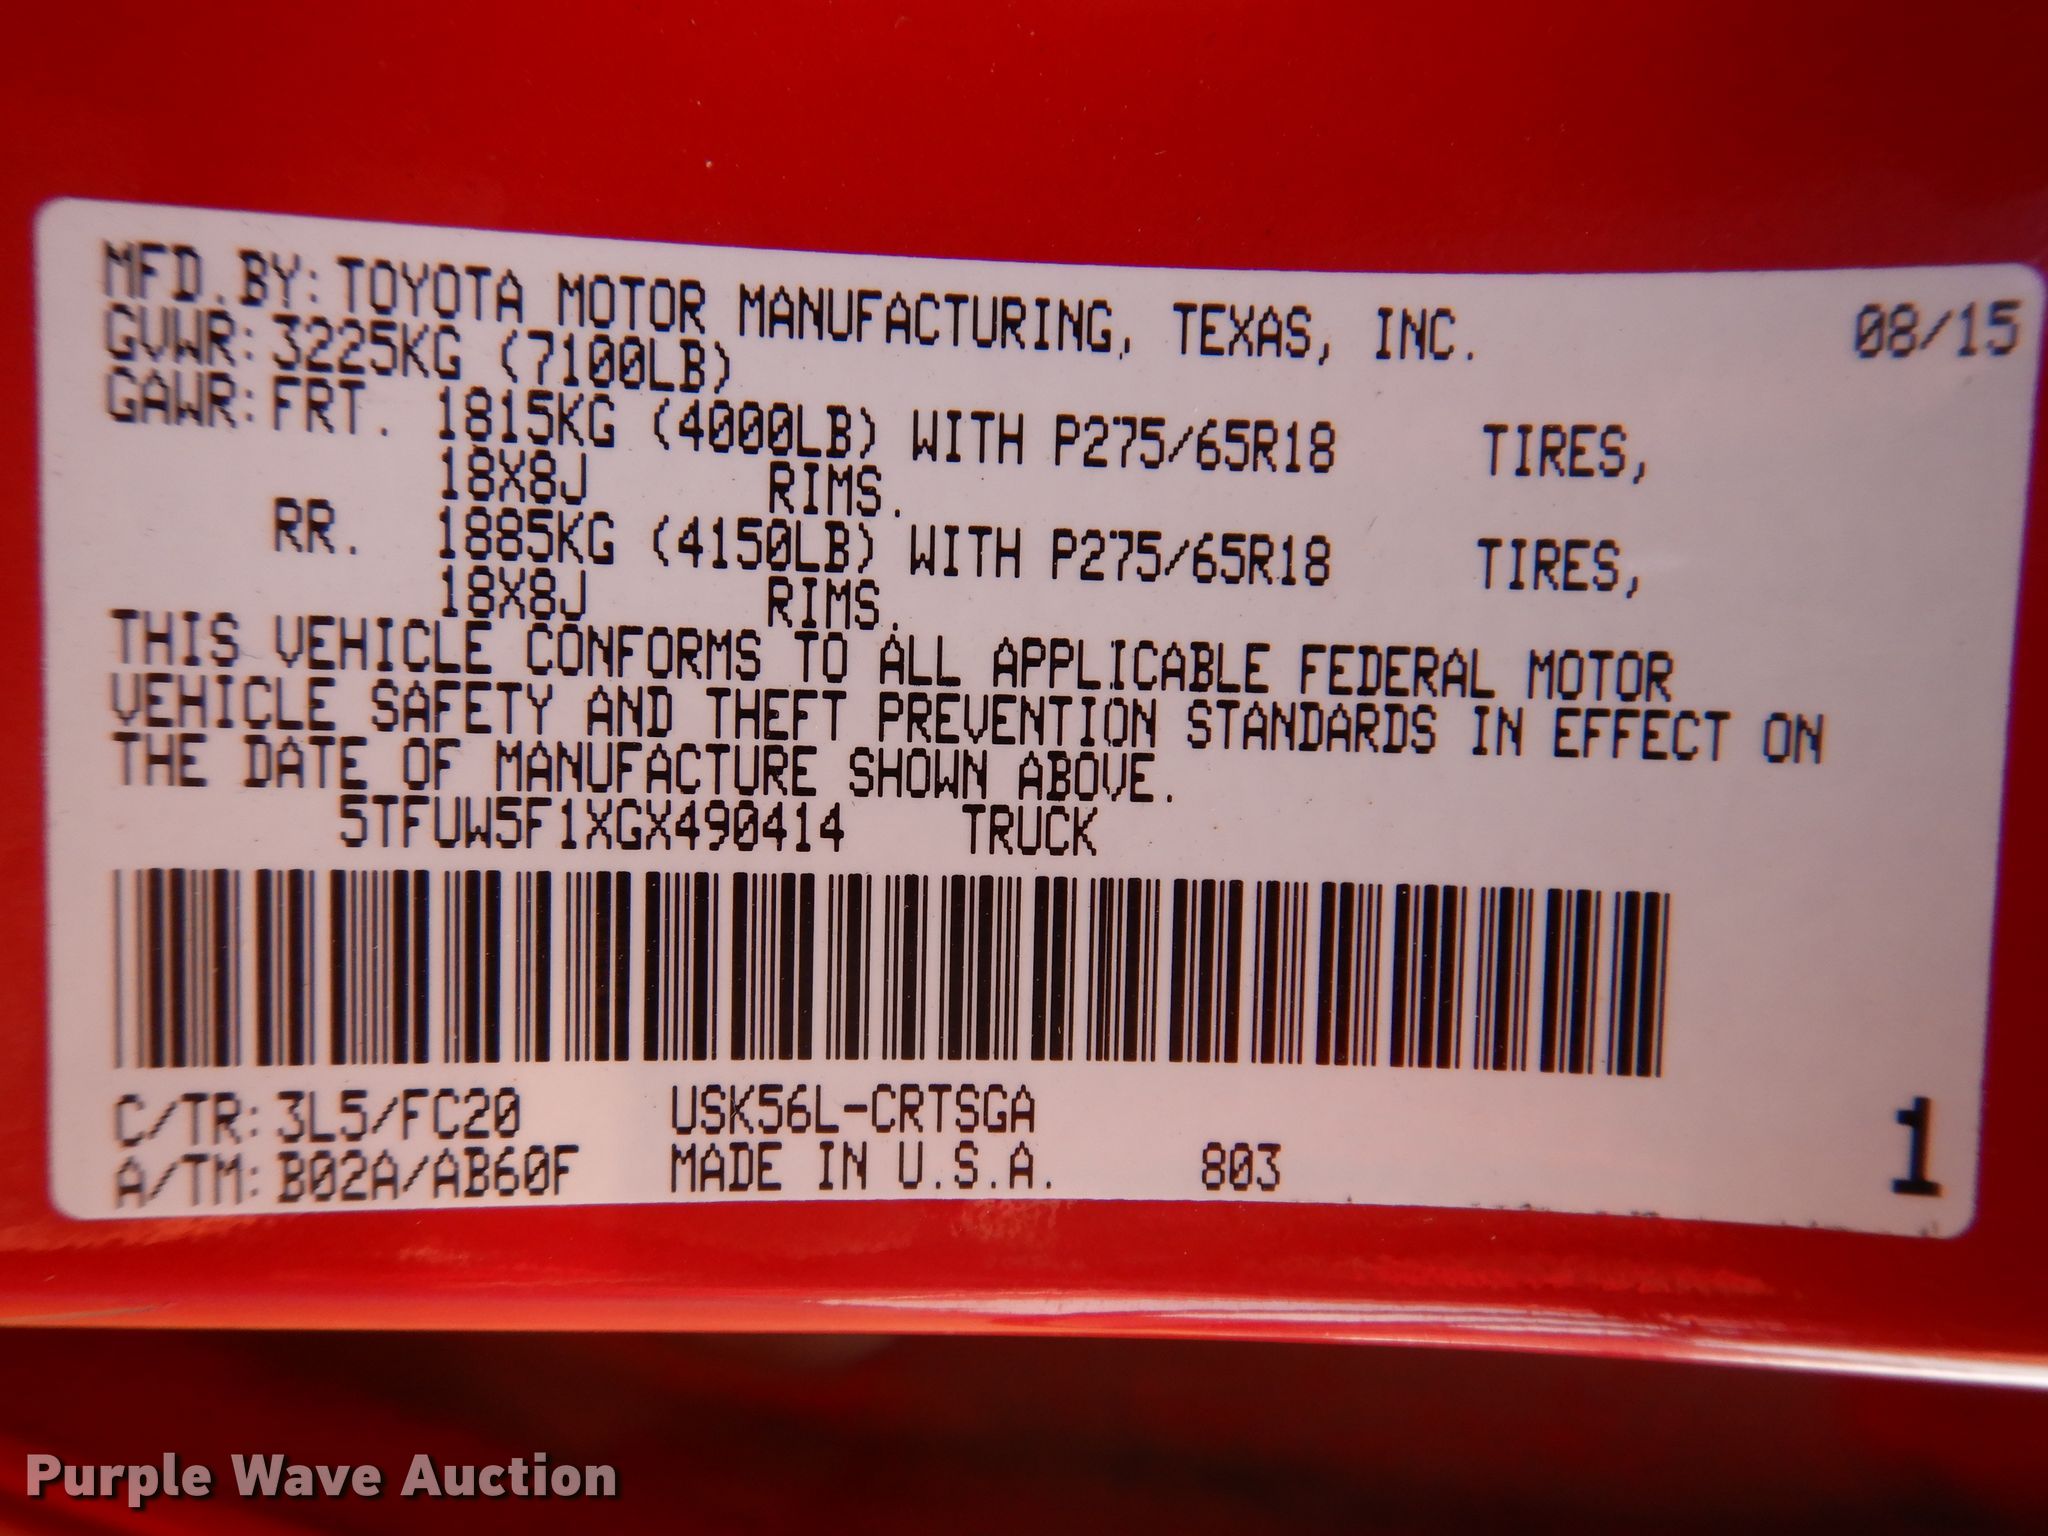 MFD.BY:TOYOTA MOTOR MANUFACTURING, TEXAS, INC. 08/15
GVWR:3225KG (7100LB)
GAWR:FRT. 1815KG (4000LB) WITH P275/65R18 TIRES,
18X8J RIMS.
RR. 1885KG (4150LB) WITH P275/65R18 TIRES,
18X8J RIMS.
THIS VEHICLE CONFORMS TO ALL APPLICABLE FEDERAL MOTOR
VEHICLE SAFETY AND THEFT PREVENTION STANDARDS IN EFFECT ON
THE DATE OF MANUFACTURE SHOWN ABOVE.
5TFUW5F1XGX490414 TRUCK
C/TR:3L5/FC20 USK56L-CRTSGA
A/TM:B02A/AB60F MADE IN U.S.A. 803 1
Purple Wave Auction